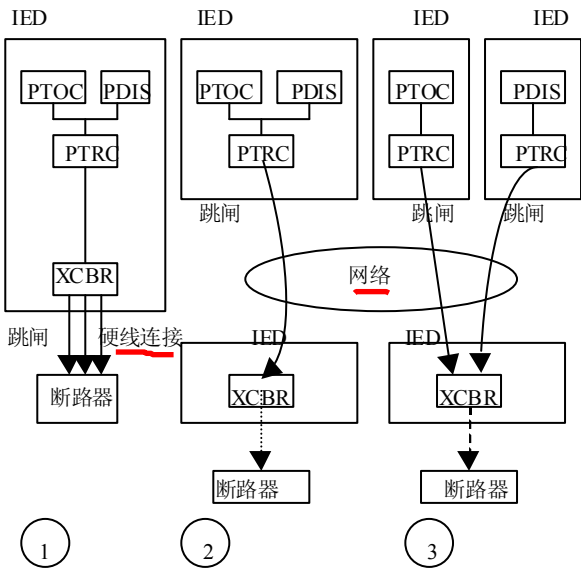 IED IED IED IED
PTOC PDIS PTOC PDIS PTOC PDIS
PTRC PTRC PTRC PTRC
跳闸 跳闸 跳闸
XCBR 网络
跳闸 硬线连接 IED IED
断路器 XCBR XCBR
断路器 断路器
1 2 3